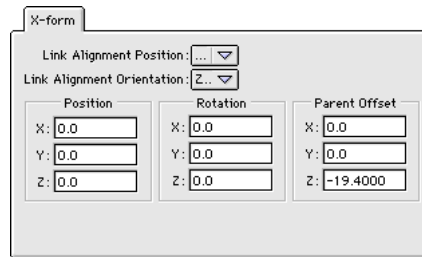 X-form
Link Alignment Position: ...
Link Alignment Orientation: Z..
Position Rotation Parent Offset
X: 0.0 X: 0.0 X: 0.0
Y: 0.0 Y: 0.0 Y: 0.0
Z: 0.0 Z: 0.0 Z: -19.4000